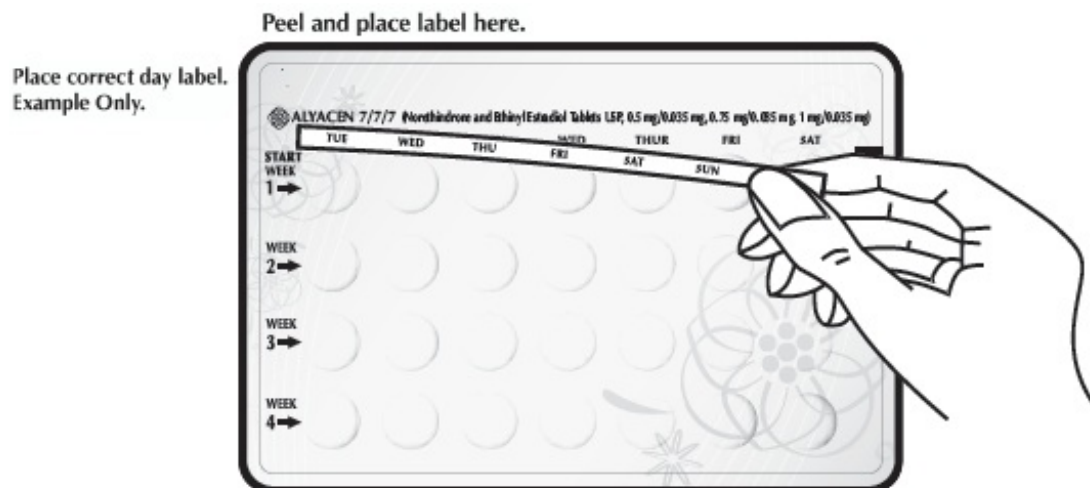 Peel and place label here.
Place correct day label.
Example Only.
ALYACEN 7/7/7 (Norethindrone and Ethinyl Estradiol Tablets USP, 0.5 mg/0.035 mg, 0.75 mg/0.035 mg, 1 mg/0.035 mg)
WED THUR FRI SAT
TUE WED THU FRI SAT SUN
START
WEEK
1
WEEK
2
WEEK
3
WEEK
4